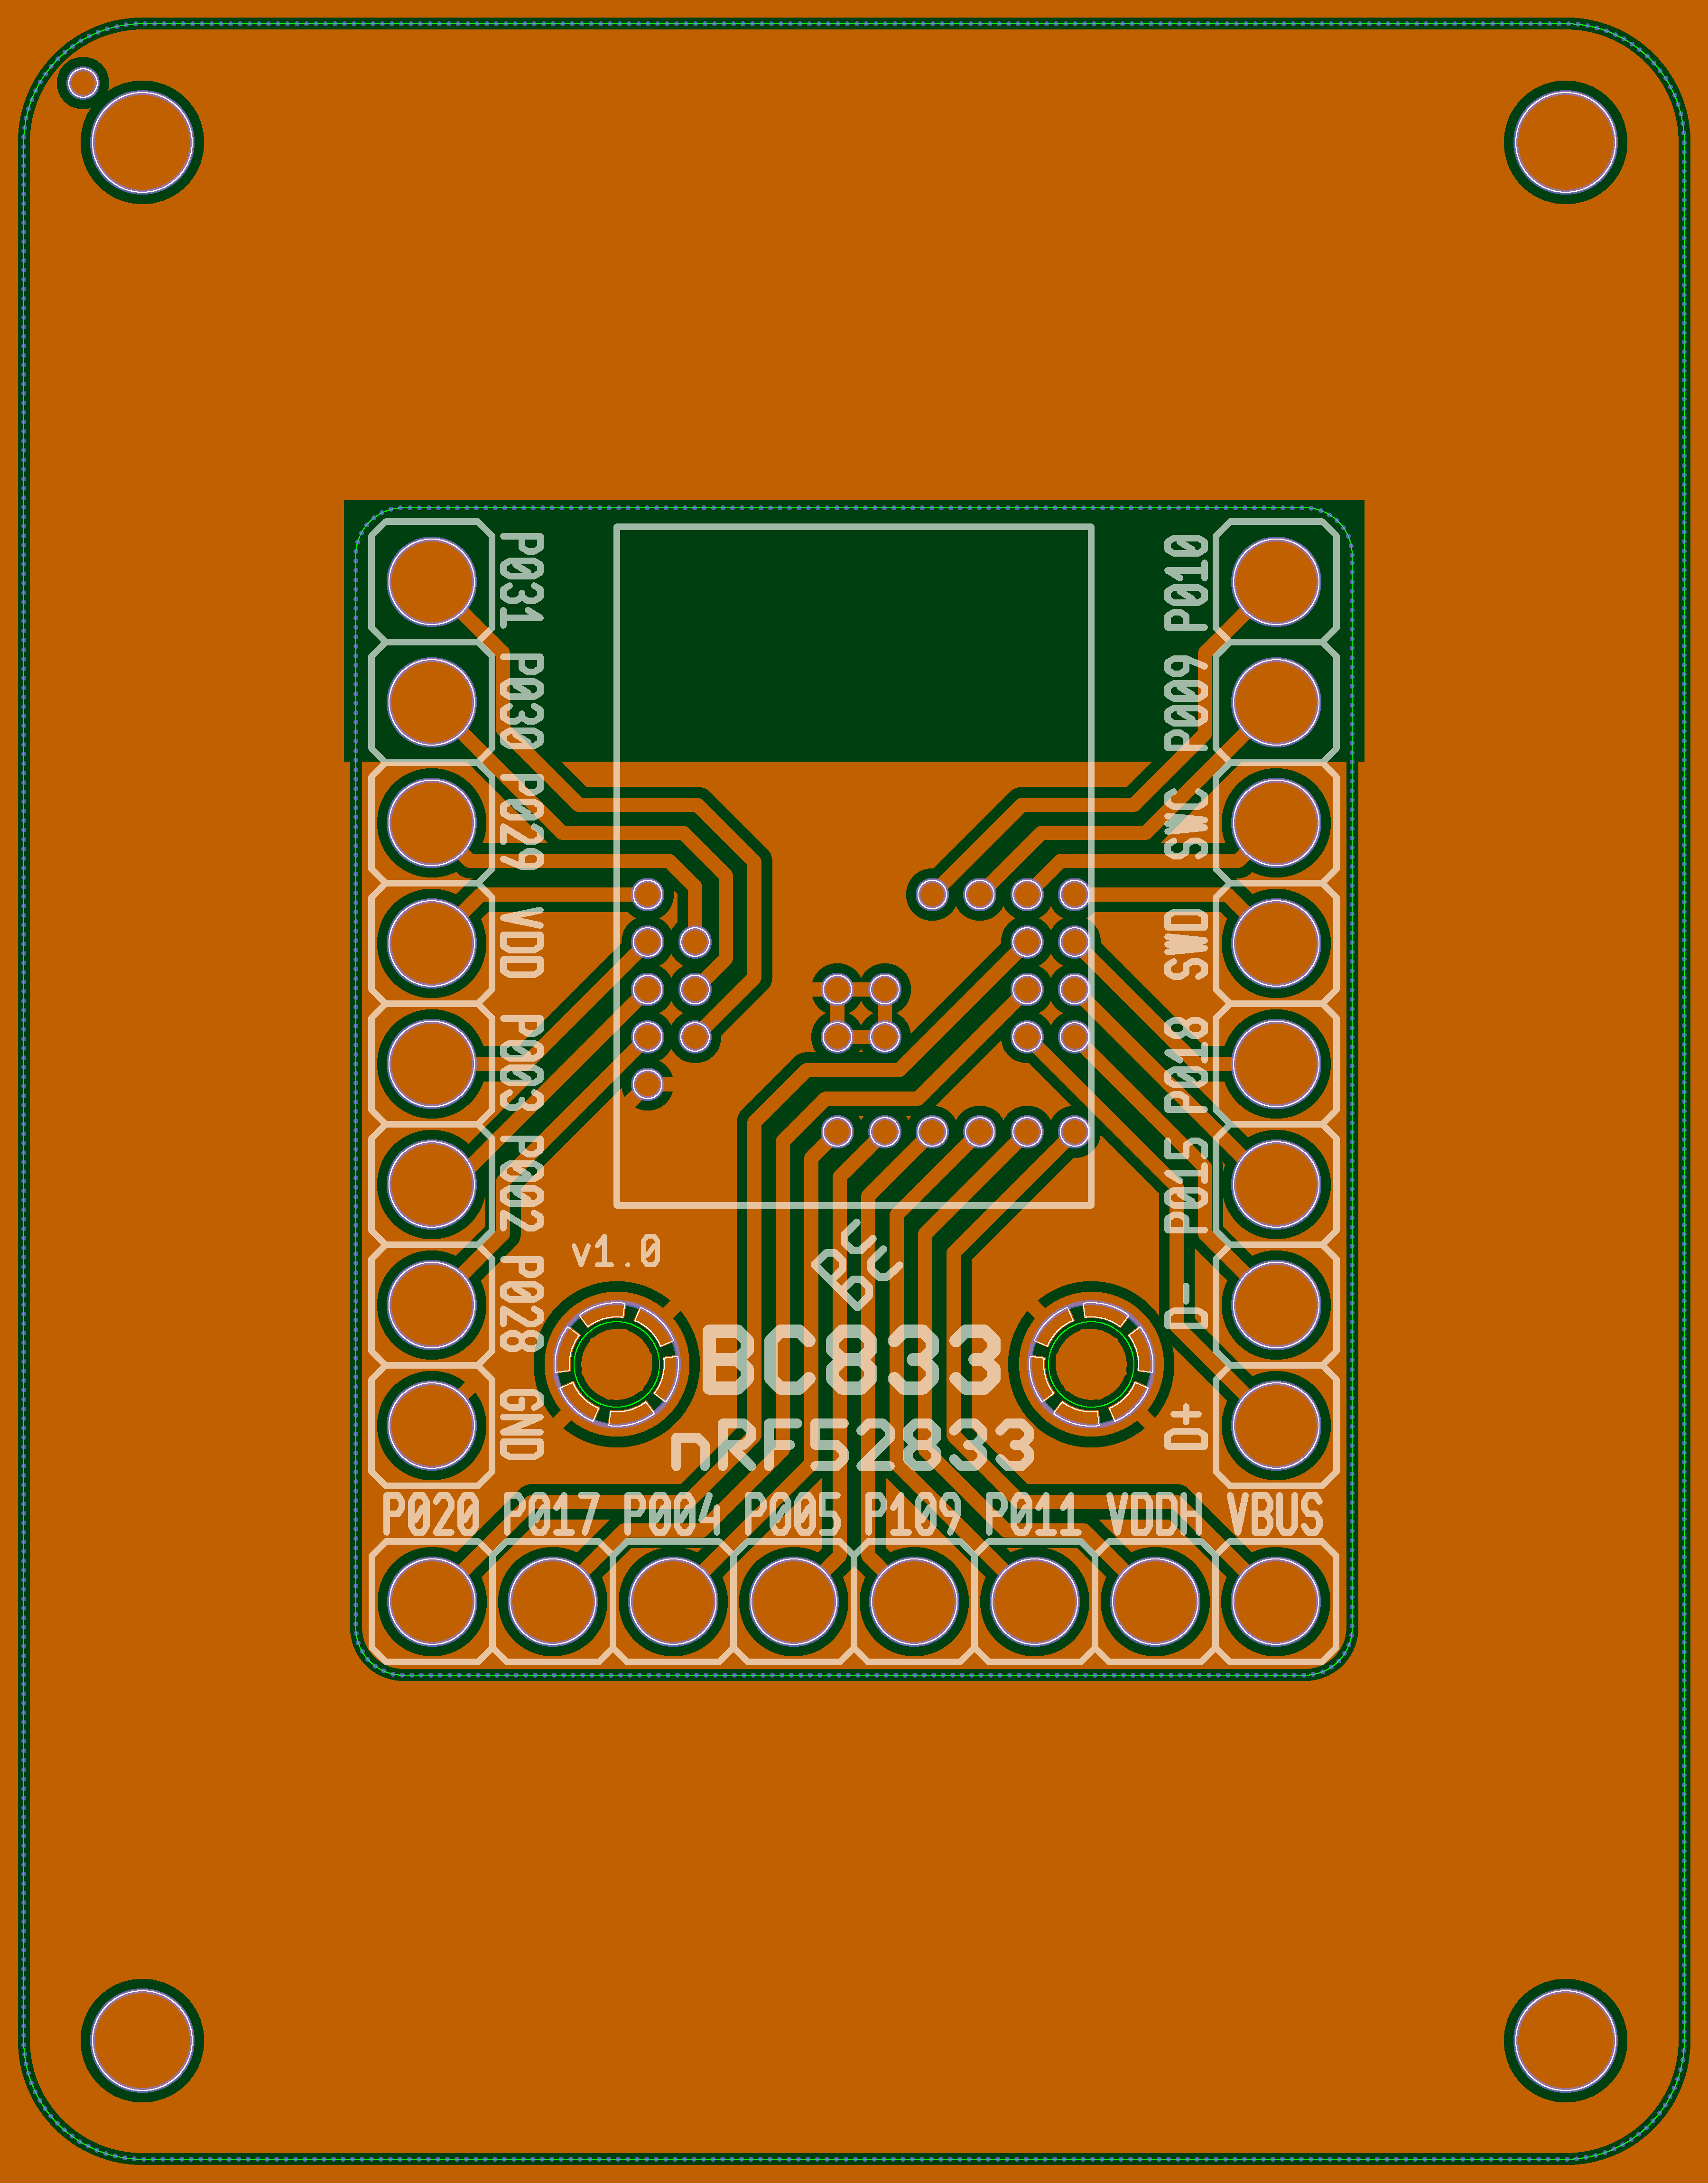 P031
P030
P029
VDD
P003
P002
P028
GND
P010
P009
SWC
SWD
P018
P015
D-
D+
v1.0
BC833
nRF52833
P020 P017 P004 P005 P109 P011 VDDH VBUS